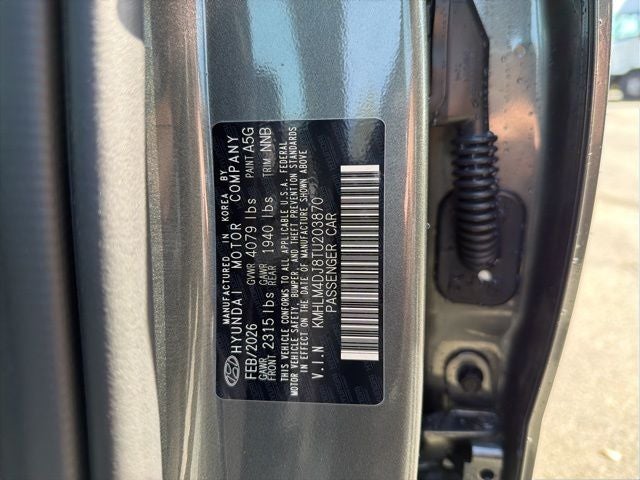 MANUFACTURED IN KOREA BY
HYUNDAI MOTOR COMPANY
FEB/2026 GVWR 4079 lbs PAINT A5G
GAWR FRONT 2315 lbs GAWR REAR 1940 lbs TRIM NNB
THIS VEHICLE CONFORMS TO ALL APPLICABLE U.S.A. FEDERAL
MOTOR VEHICLE SAFETY, BUMPER, AND THEFT PREVENTION STANDARDS
IN EFFECT ON THE DATE OF MANUFACTURE SHOWN ABOVE
V.I.N KMHLM4DJ8TU203870
PASSENGER CAR